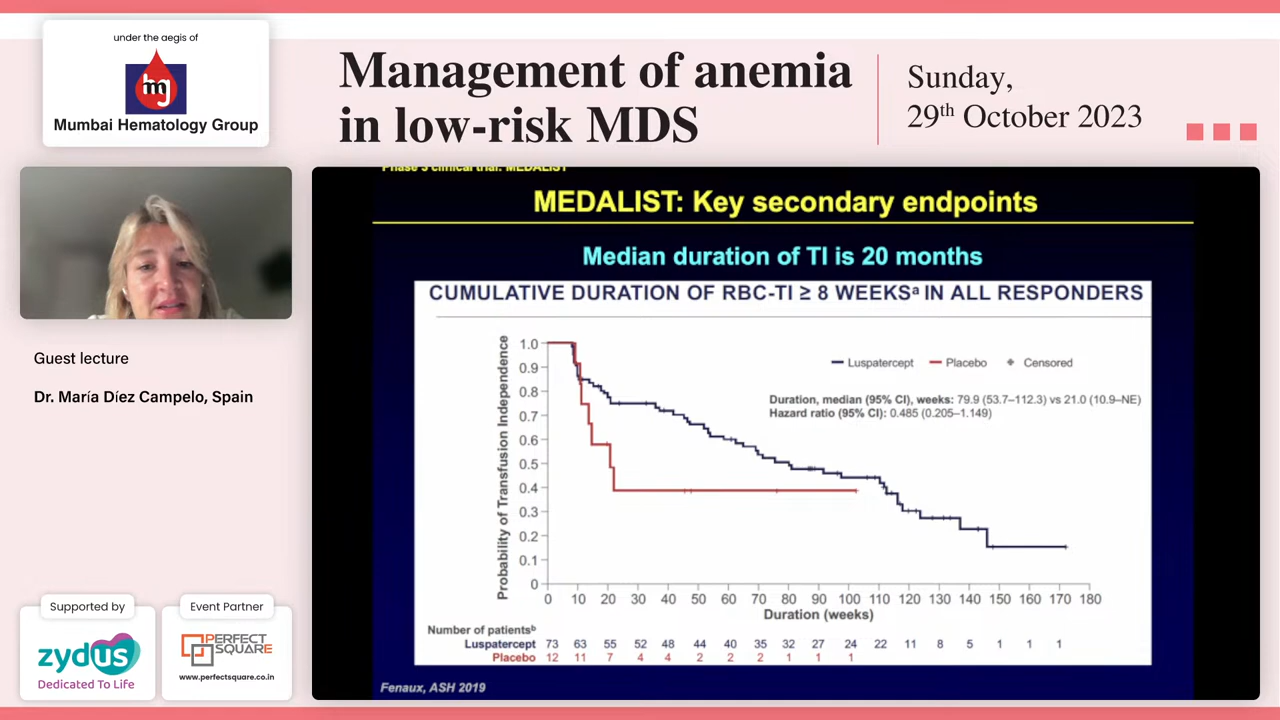 under the aegis of
mg
Mumbai Hematology Group
Management of anemia
in low-risk MDS
Sunday,
29th October 2023
Guest lecture
Dr. María Díez Campelo, Spain
Supported by
zydus
Dedicated To Life
Event Partner
PERFECT
SQUARE
www.perfectsquare.co.in
Phase 3 clinical trial: MEDALIST
MEDALIST: Key secondary endpoints
Median duration of TI is 20 months
CUMULATIVE DURATION OF RBC-TI ≥ 8 WEEKSᵃ IN ALL RESPONDERS
Luspatercept Placebo Censored
Duration, median (95% CI), weeks: 79.9 (53.7–112.3) vs 21.0 (10.9–NE)
Hazard ratio (95% CI): 0.485 (0.205–1.149)
Probability of Transfusion Independence
1.0
0.9
0.8
0.7
0.6
0.5
0.4
0.3
0.2
0.1
0
0 10 20 30 40 50 60 70 80 90 100 110 120 130 140 150 160 170 180
Duration (weeks)
Number of patientsᵇ
Luspatercept 73 63 55 52 48 44 40 35 32 27 24 22 11 8 5 1 1 1
Placebo 12 11 7 4 4 2 2 2 1 1 1
Fenaux, ASH 2019